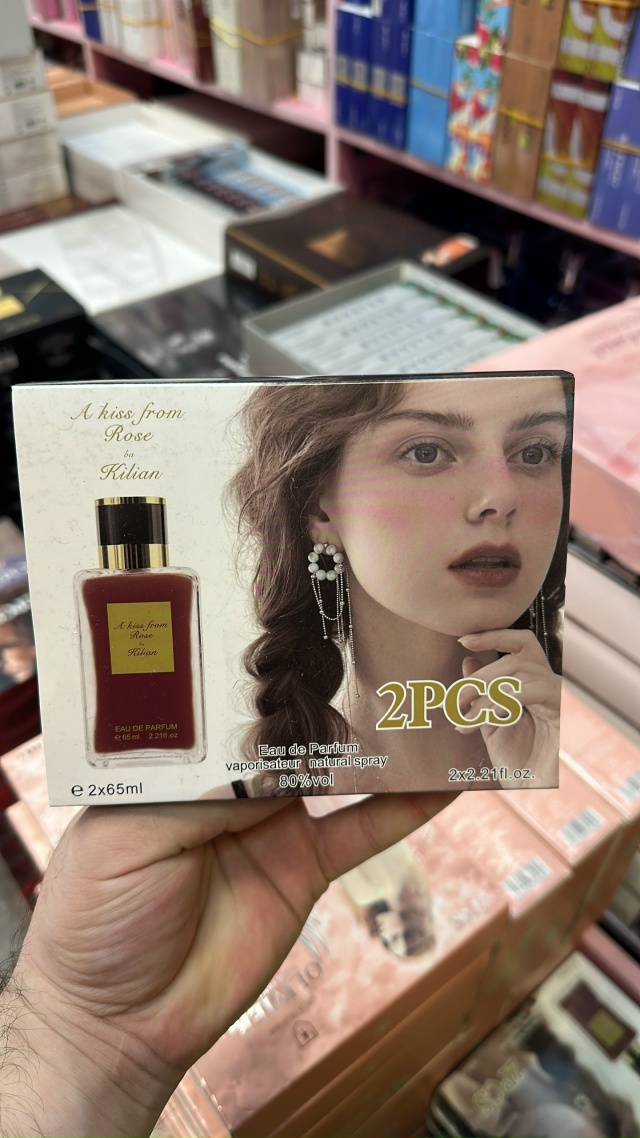 A kiss from
Rose
ba
Kilian
A kiss from
Rose
Kilian
EAU DE PARFUM
e 65ml 2.21fl.oz
2PCS
Eau de Parfum
vaporisateur natural spray
80%vol
℮ 2x65ml
2x2.21fl.oz.